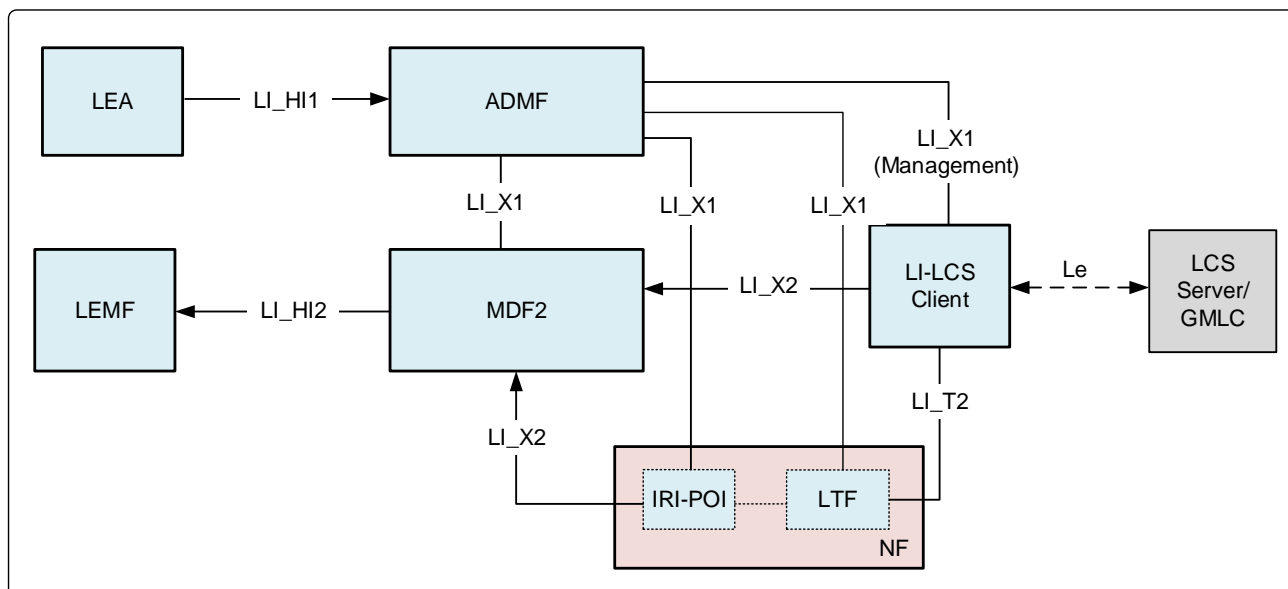 LEA
LI_HI1
ADMF
LI_X1
(Management)
LI_X1
LI_X1
LI_X1
LEMF
LI_HI2
MDF2
LI_X2
LI-LCS
Client
Le
LCS
Server/
GMLC
LI_T2
LI_X2
IRI-POI
LTF
NF